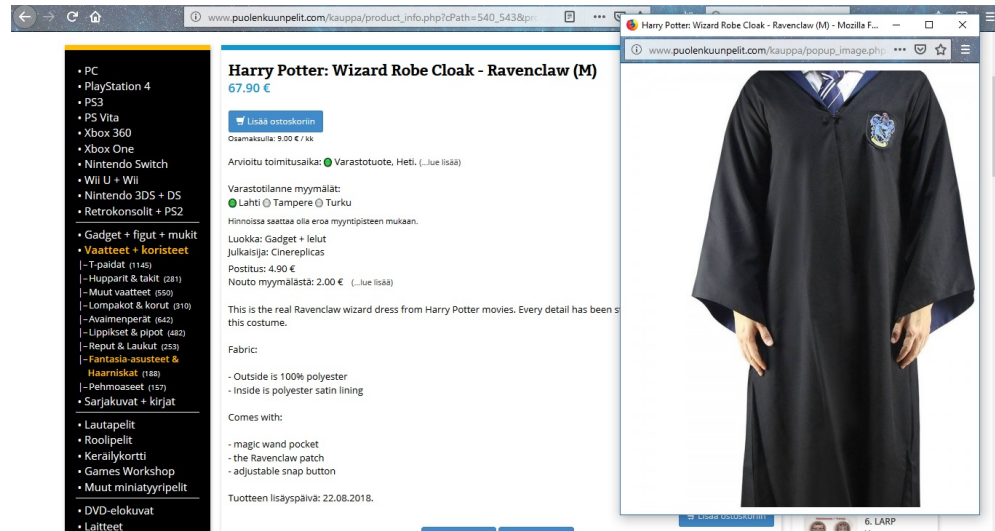 www.puolenkuunpelit.com/kauppa/product_info.php?cPath=540_543&pr
• PC
• PlayStation 4
• PS3
• PS Vita
• Xbox 360
• Xbox One
• Nintendo Switch
• Wii U + Wii
• Nintendo 3DS + DS
• Retrokonsolit + PS2
• Gadget + figut + mukit
• Vaatteet + koristeet
|–T-paidat (1145)
|–Hupparit & takit (281)
|–Muut vaatteet (550)
|–Lompakot & korut (310)
|–Avaimenperät (642)
|–Lippikset & pipot (482)
|–Reput & Laukut (253)
|–Fantasia-asusteet &
Haarniskat (188)
|–Pehmoaseet (157)
• Sarjakuvat + kirjat
• Lautapelit
• Roolipelit
• Keräilykortti
• Games Workshop
• Muut miniatyyripelit
• DVD-elokuvat
• Laitteet
Harry Potter: Wizard Robe Cloak - Ravenclaw (M)
67.90 €
Lisää ostoskoriin
Osamaksulla: 9.00 € / kk
Arvioitu toimitusaika: Varastotuote, Heti. (...lue lisää)
Varastotilanne myymälät:
Lahti Tampere Turku
Hinnoissa saattaa olla eroa myyntipisteen mukaan.
Luokka: Gadget + lelut
Julkaisija: Cinereplicas
Postitus: 4.90 €
Nouto myymälästä: 2.00 € (...lue lisää)
This is the real Ravenclaw wizard dress from Harry Potter movies. Every detail has been s
this costume.
Fabric:
- Outside is 100% polyester
- Inside is polyester satin lining
Comes with:
- magic wand pocket
- the Ravenclaw patch
- adjustable snap button
Tuotteen lisäyspäivä: 22.08.2018.
Harry Potter: Wizard Robe Cloak - Ravenclaw (M) - Mozilla F...
www.puolenkuunpelit.com/kauppa/popup_image.php
Lisää ostoskoriin
6. LARP